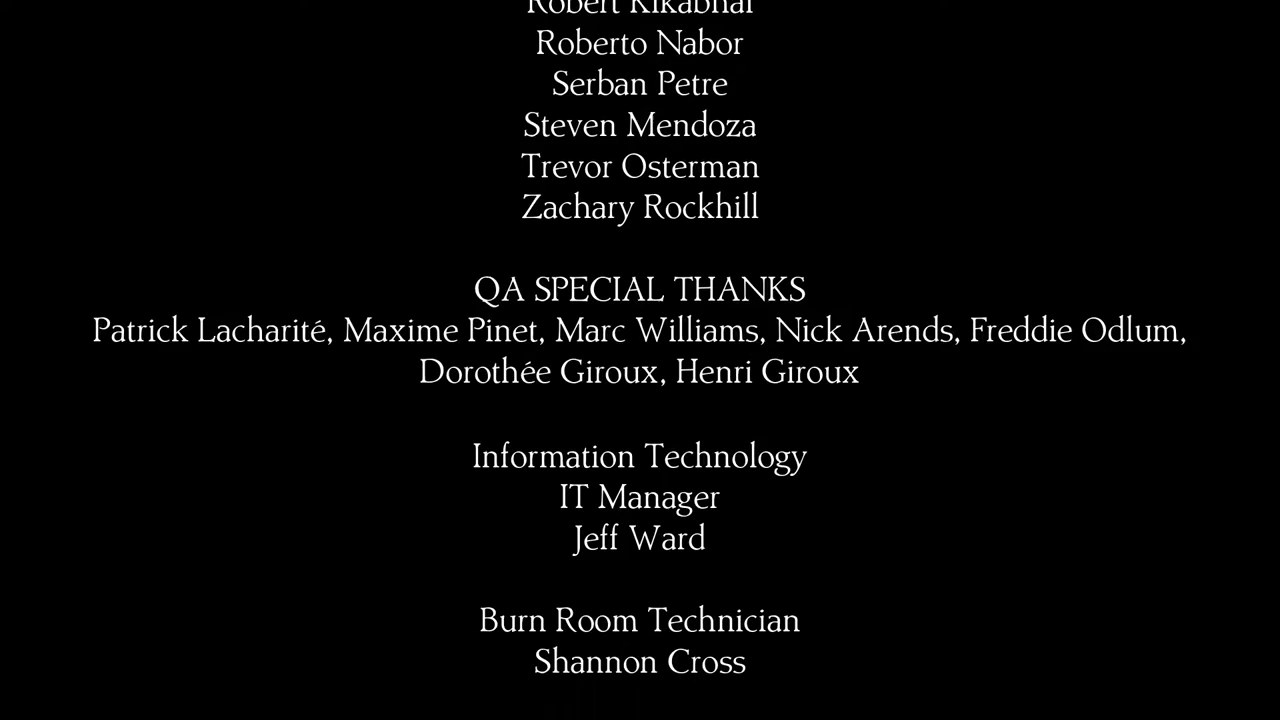 Robert Kikabhai
Roberto Nabor
Serban Petre
Steven Mendoza
Trevor Osterman
Zachary Rockhill
QA SPECIAL THANKS
Patrick Lacharité, Maxime Pinet, Marc Williams, Nick Arends, Freddie Odlum,
Dorothée Giroux, Henri Giroux
Information Technology
IT Manager
Jeff Ward
Burn Room Technician
Shannon Cross